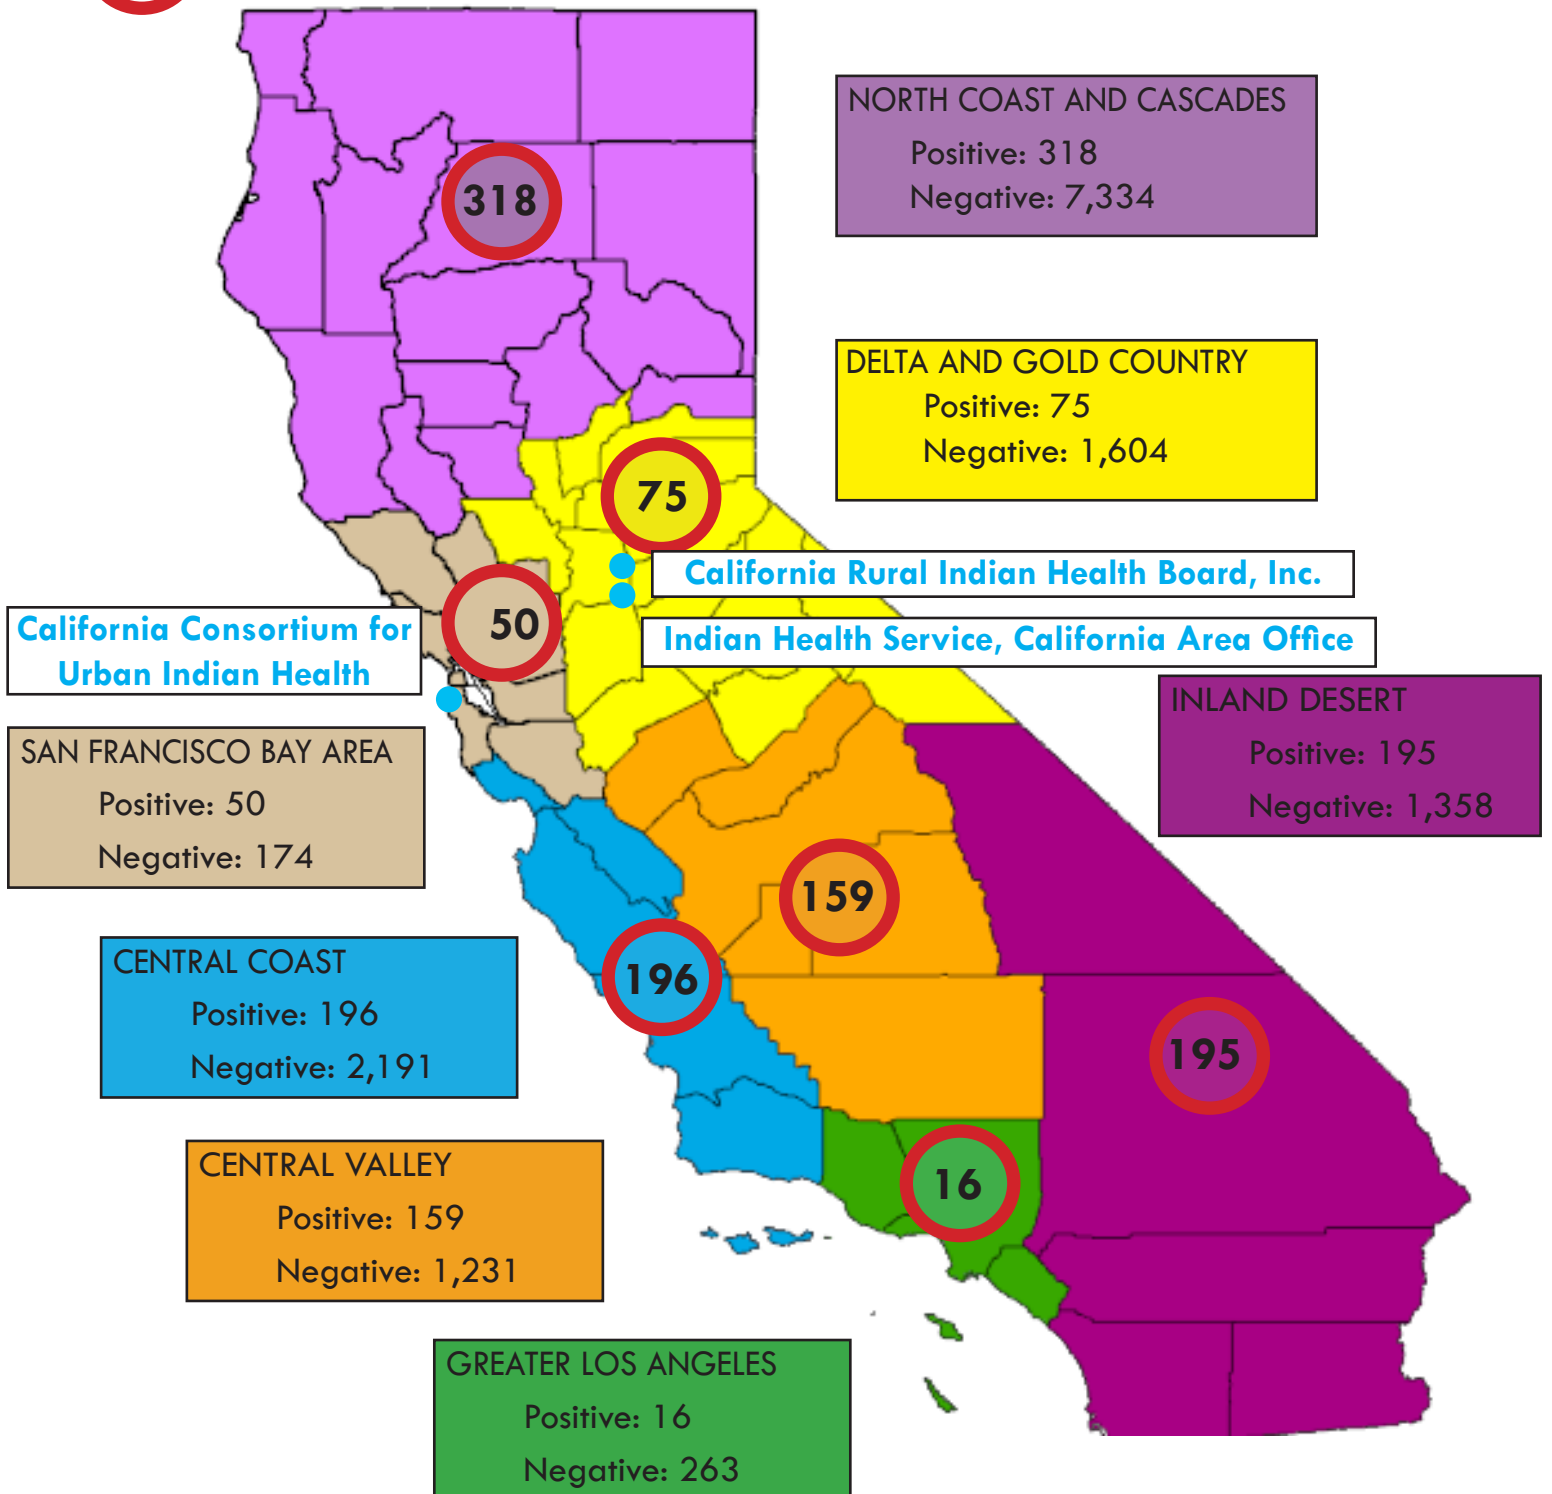 NORTH COAST AND CASCADES
Positive: 318
Negative: 7,334
318
DELTA AND GOLD COUNTRY
Positive: 75
Negative: 1,604
75
California Rural Indian Health Board, Inc.
50
California Consortium for
Urban Indian Health
Indian Health Service, California Area Office
INLAND DESERT
Positive: 195
Negative: 1,358
SAN FRANCISCO BAY AREA
Positive: 50
Negative: 174
159
CENTRAL COAST
Positive: 196
Negative: 2,191
196
195
CENTRAL VALLEY
Positive: 159
Negative: 1,231
16
GREATER LOS ANGELES
Positive: 16
Negative: 263